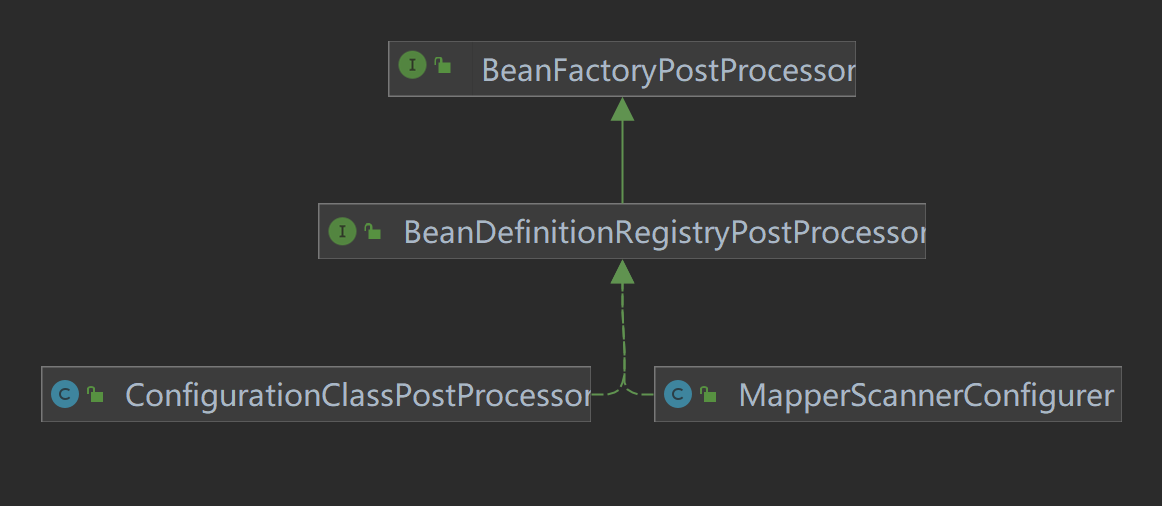 I BeanFactoryPostProcessor
I BeanDefinitionRegistryPostProcessor
C ConfigurationClassPostProcessor
C MapperScannerConfigurer